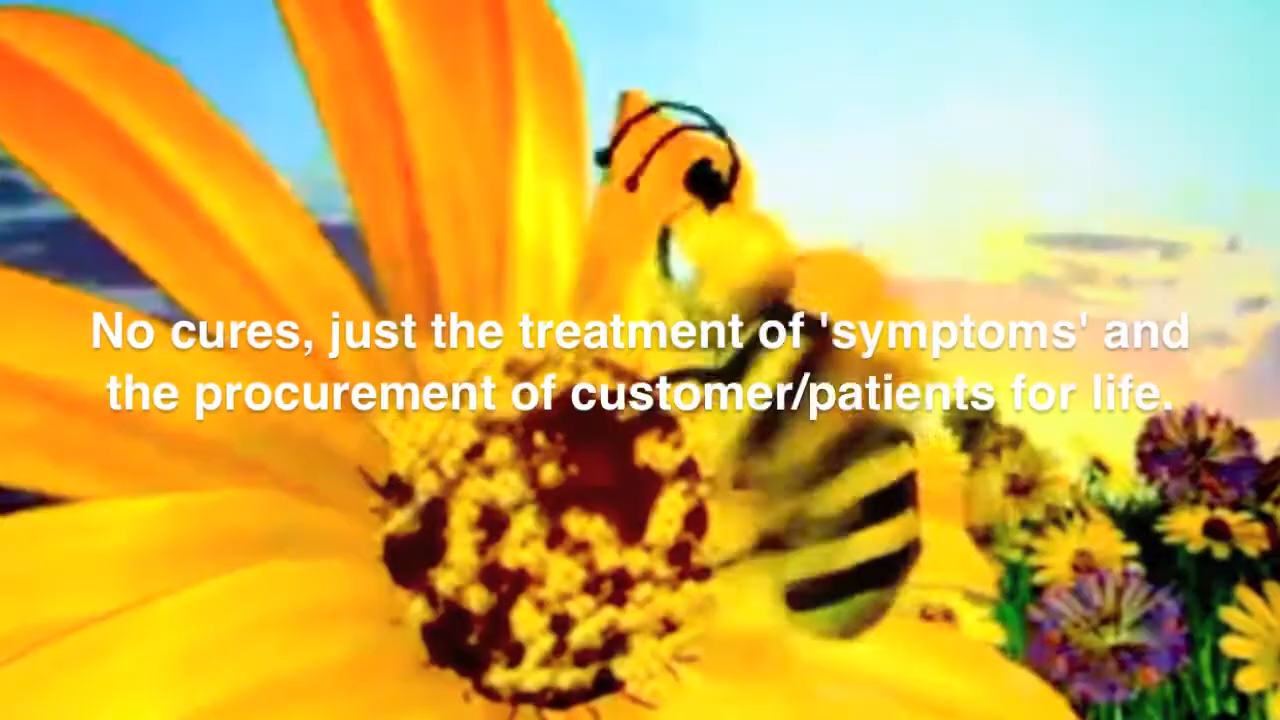 No cures, just the treatment of 'symptoms' and
the procurement of customer/patients for life.